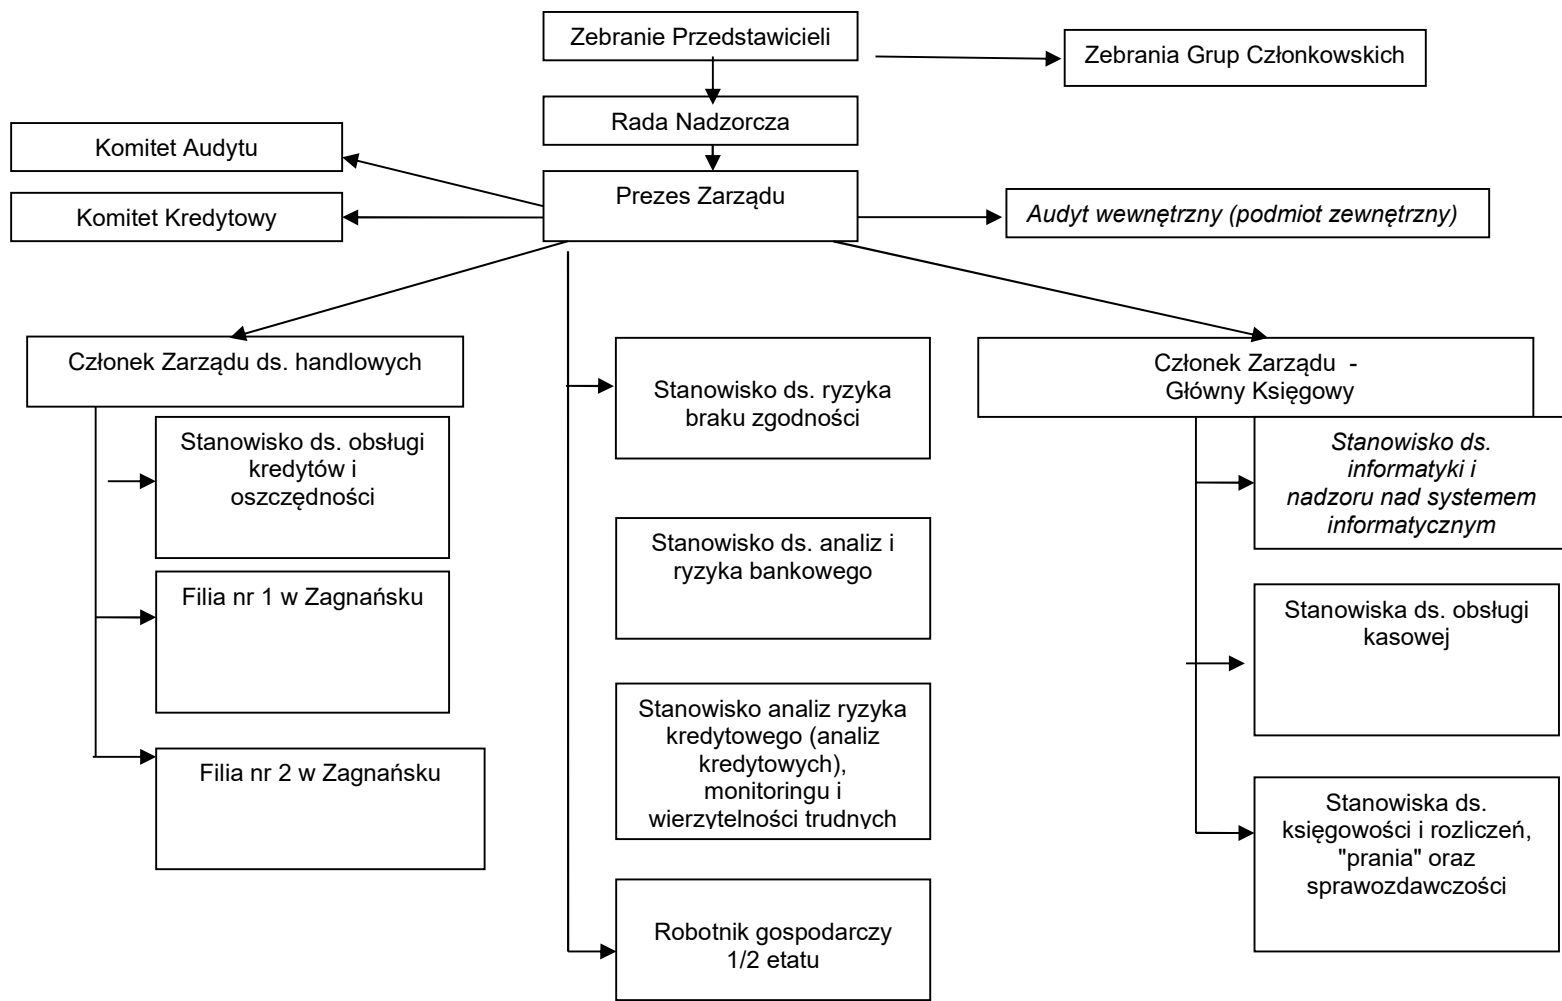 Zebranie Przedstawicieli
Zebrania Grup Członkowskich
Rada Nadzorcza
Komitet Audytu
Prezes Zarządu
Komitet Kredytowy
Audyt wewnętrzny (podmiot zewnętrzny)
Członek Zarządu ds. handlowych
Stanowisko ds. obsługi
kredytów i
oszczędności
Filia nr 1 w Zagnańsku
Filia nr 2 w Zagnańsku
Stanowisko ds. ryzyka
braku zgodności
Stanowisko ds. analiz i
ryzyka bankowego
Stanowisko analiz ryzyka
kredytowego (analiz
kredytowych),
monitoringu i
wierzytelności trudnych
Robotnik gospodarczy
1/2 etatu
Członek Zarządu -
Główny Księgowy
Stanowisko ds.
informatyki i
nadzoru nad systemem
informatycznym
Stanowiska ds. obsługi
kasowej
Stanowiska ds.
księgowości i rozliczeń,
"prania" oraz
sprawozdawczości